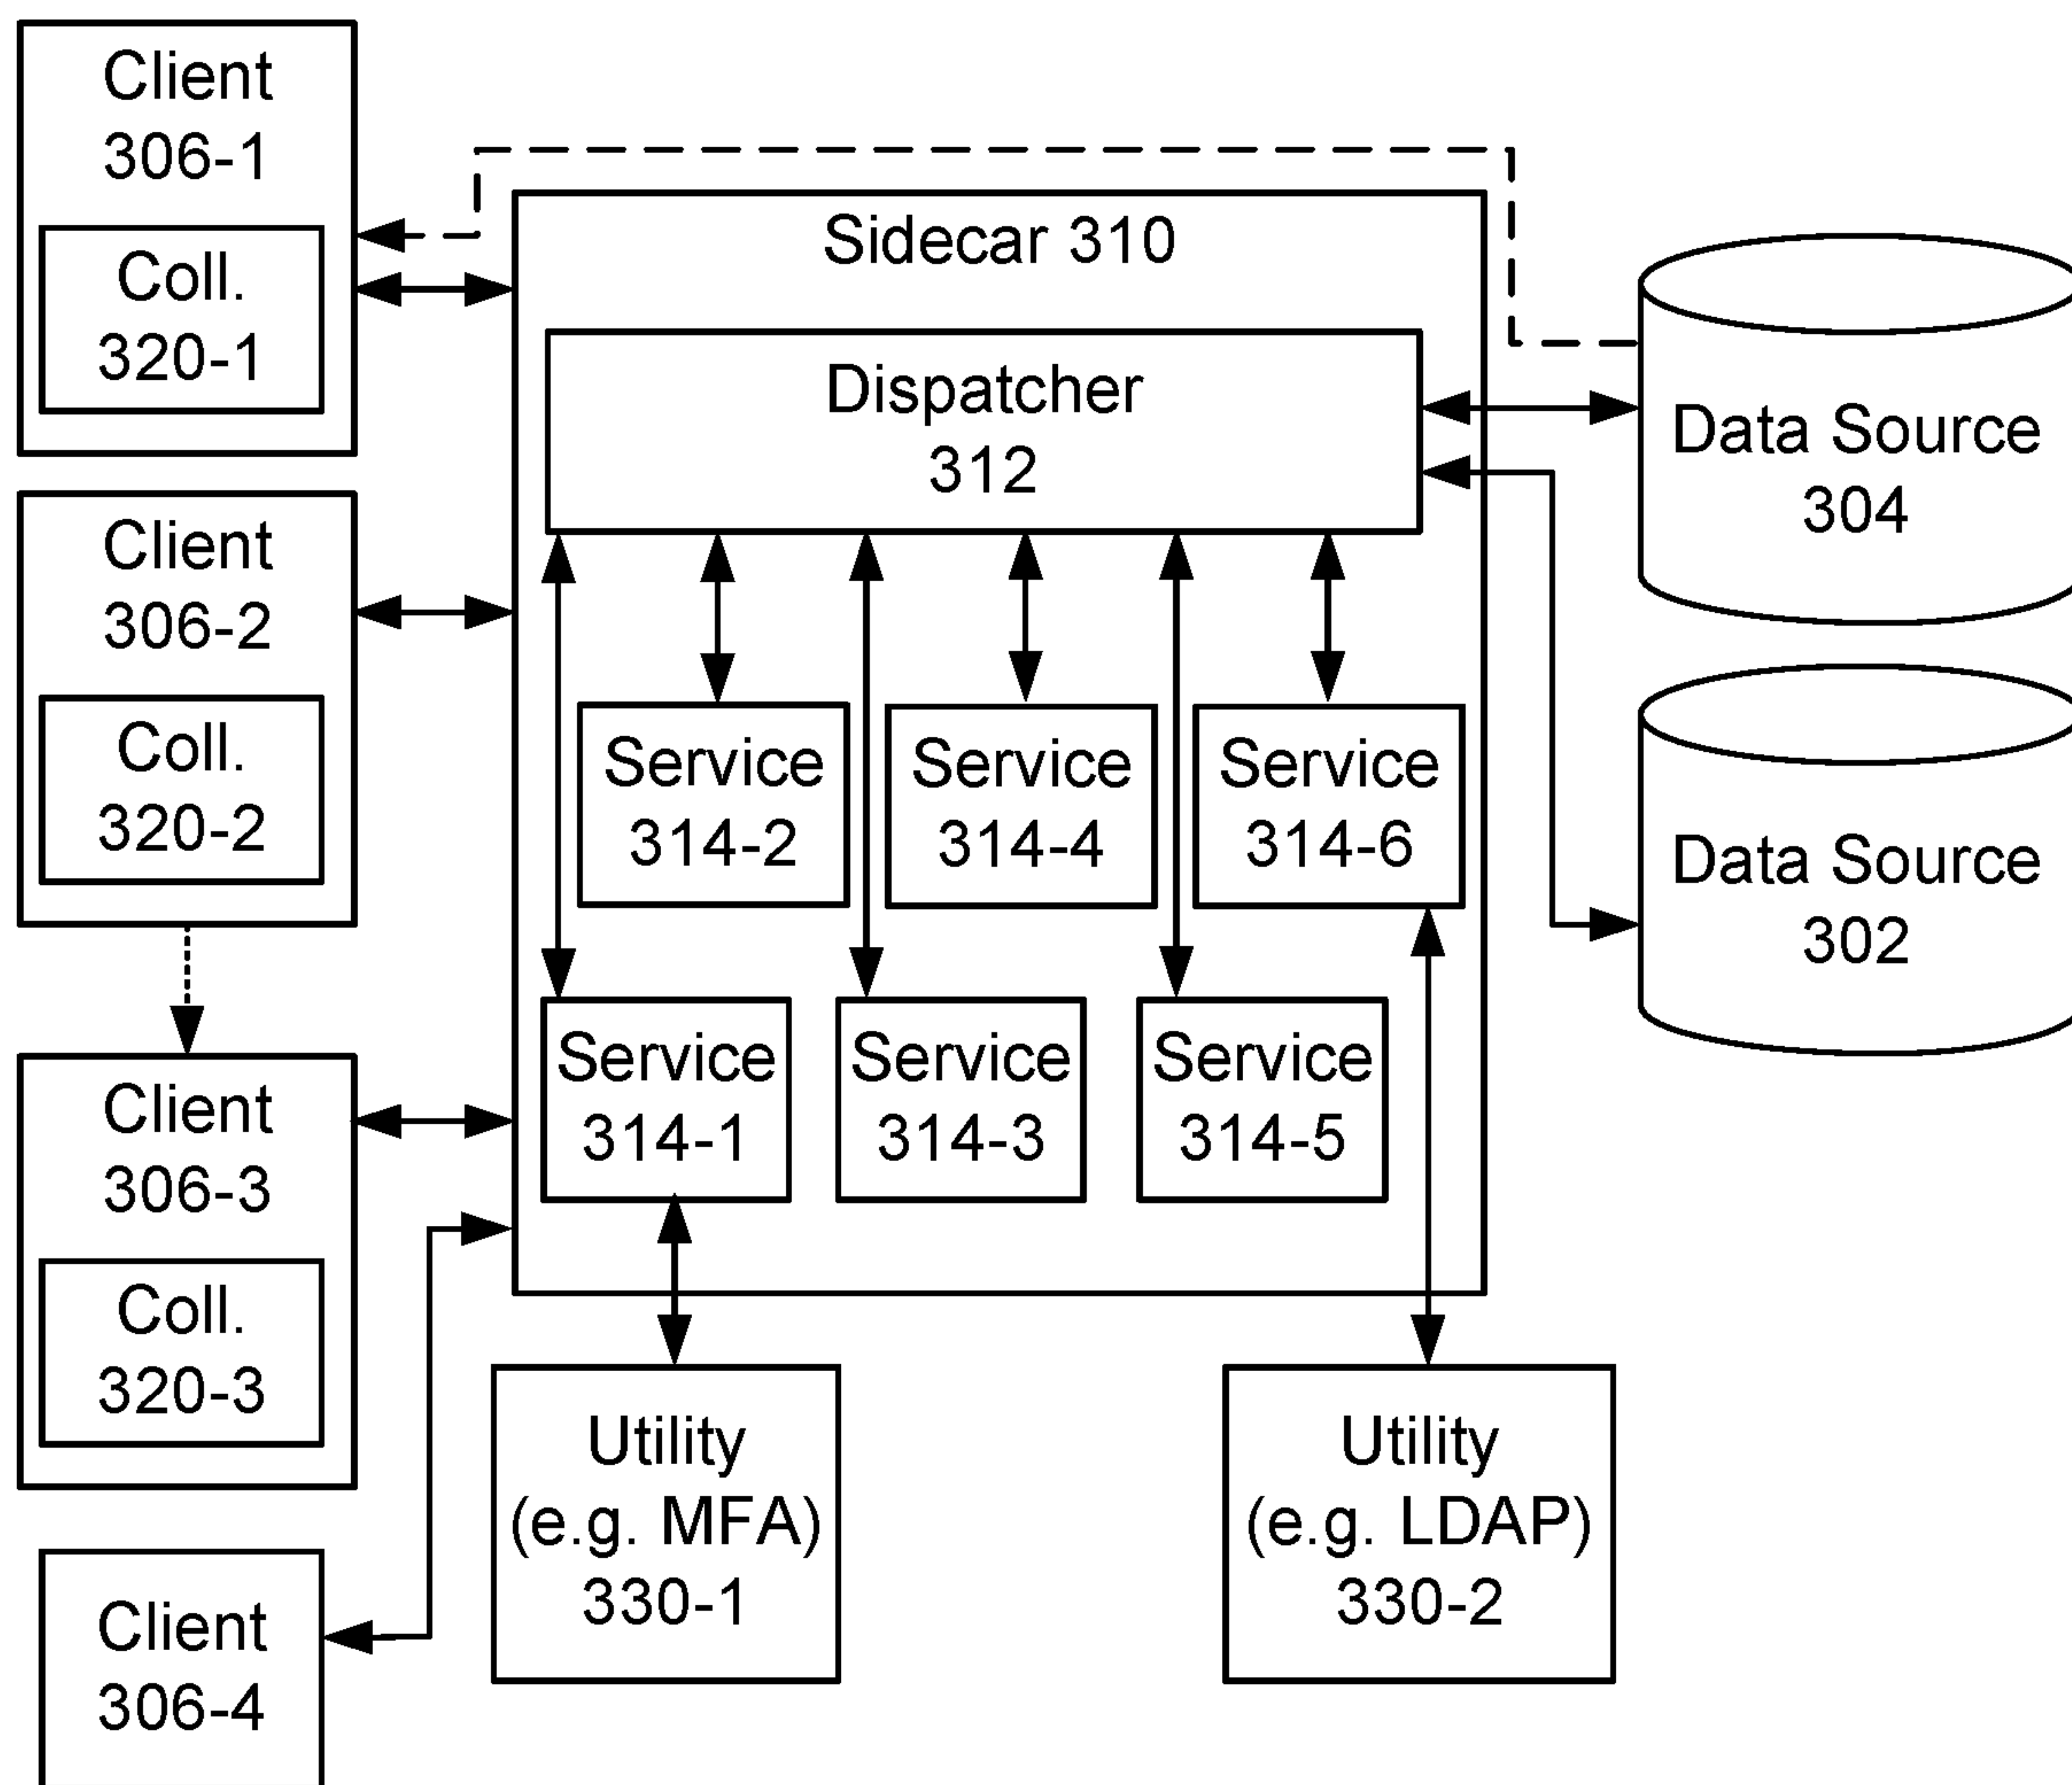 Client
306-1
Coll.
320-1
Client
306-2
Coll.
320-2
Client
306-3
Coll.
320-3
Client
306-4
Sidecar 310
Dispatcher
312
Service
314-2
Service
314-4
Service
314-6
Service
314-1
Service
314-3
Service
314-5
Utility
(e.g. MFA)
330-1
Utility
(e.g. LDAP)
330-2
Data Source
304
Data Source
302